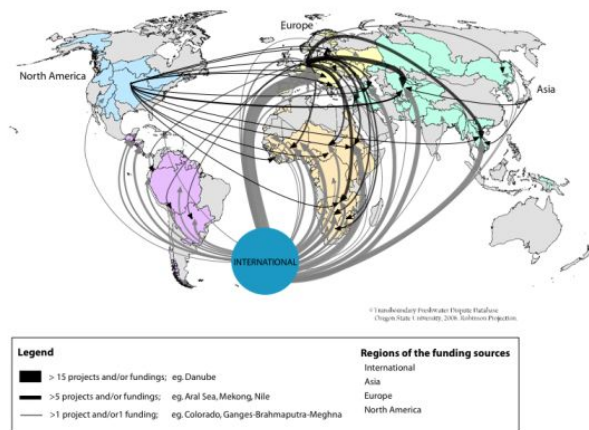 Europe
North America
Asia
INTERNATIONAL
© Transboundary Freshwater Dispute Database
Oregon State University, 2008. Robinson Projection.
Legend
> 15 projects and/or fundings; eg. Danube
>5 projects and/or fundings; eg. Aral Sea, Mekong, Nile
>1 project and/or1 funding; eg. Colorado, Ganges-Brahmaputra-Meghna
Regions of the funding sources
International
Asia
Europe
North America